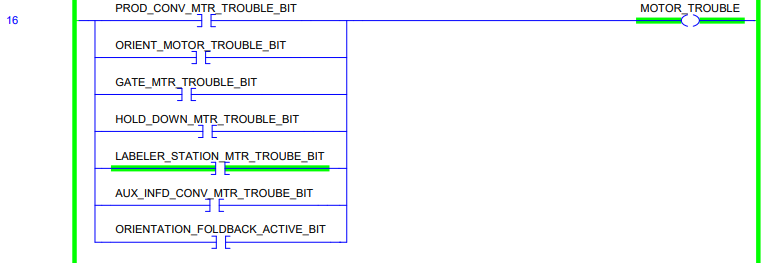 PROD_CONV_MTR_TROUBLE_BIT MOTOR_TROUBLE
16
ORIENT_MOTOR_TROUBLE_BIT
GATE_MTR_TROUBLE_BIT
HOLD_DOWN_MTR_TROUBLE_BIT
LABELER_STATION_MTR_TROUBE_BIT
AUX_INFD_CONV_MTR_TROUBE_BIT
ORIENTATION_FOLDBACK_ACTIVE_BIT